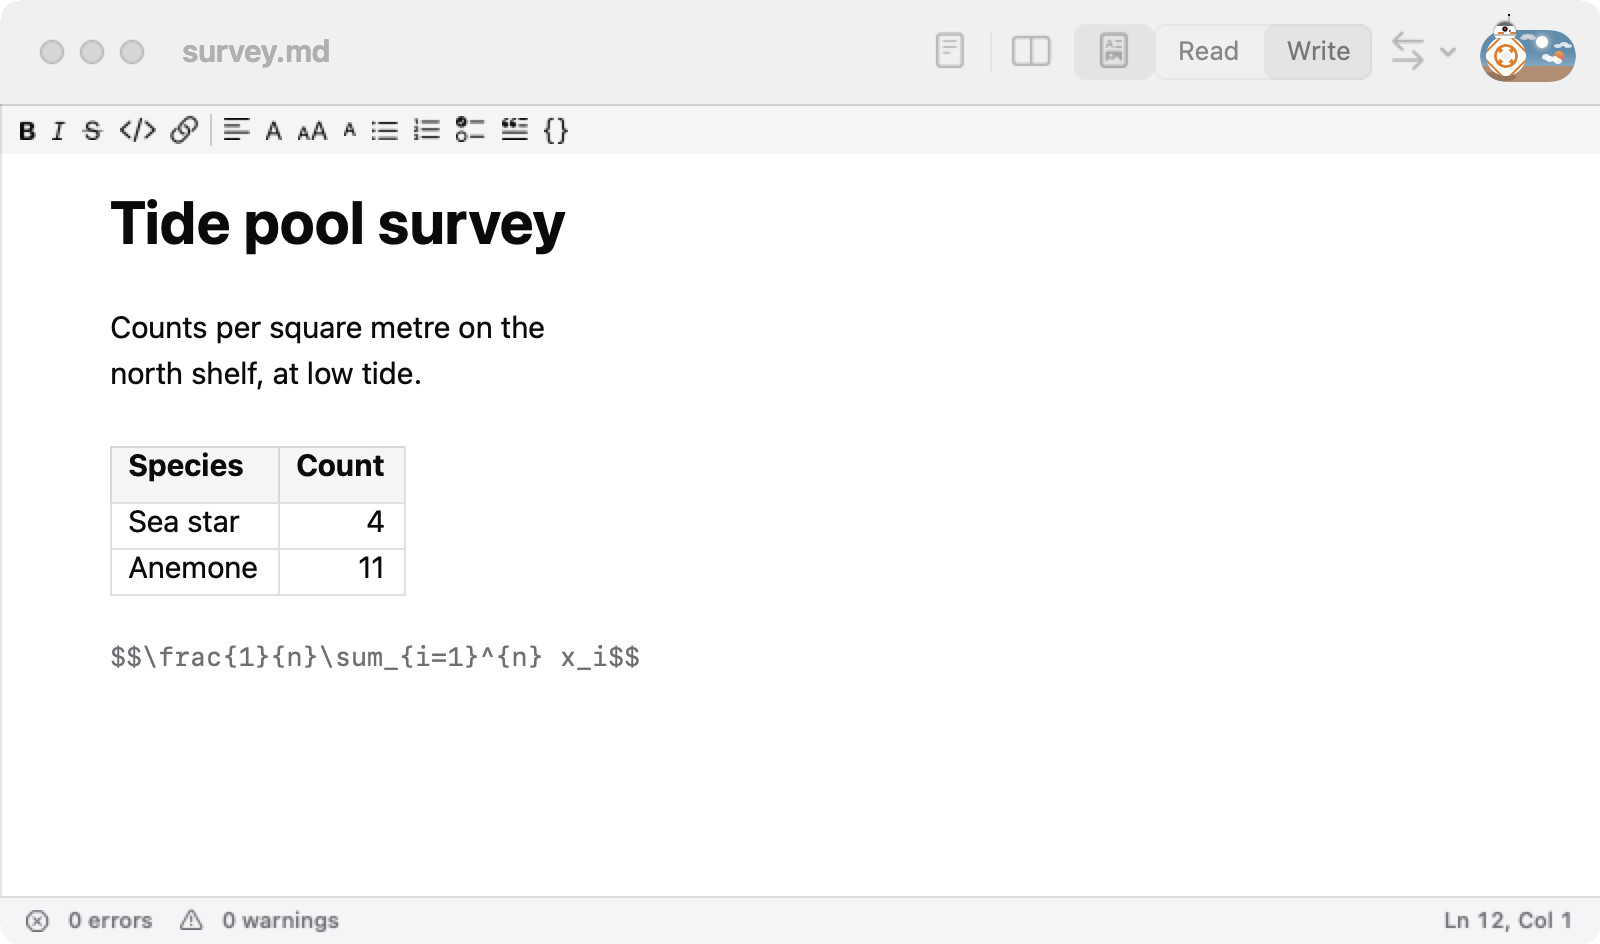 survey.md
Read Write
B I S </> A AA A {}
Tide pool survey
Counts per square metre on the
north shelf, at low tide.
Species Count
Sea star 4
Anemone 11
$$\frac{1}{n}\sum_{i=1}^{n} x_i$$
0 errors 0 warnings
Ln 12, Col 1